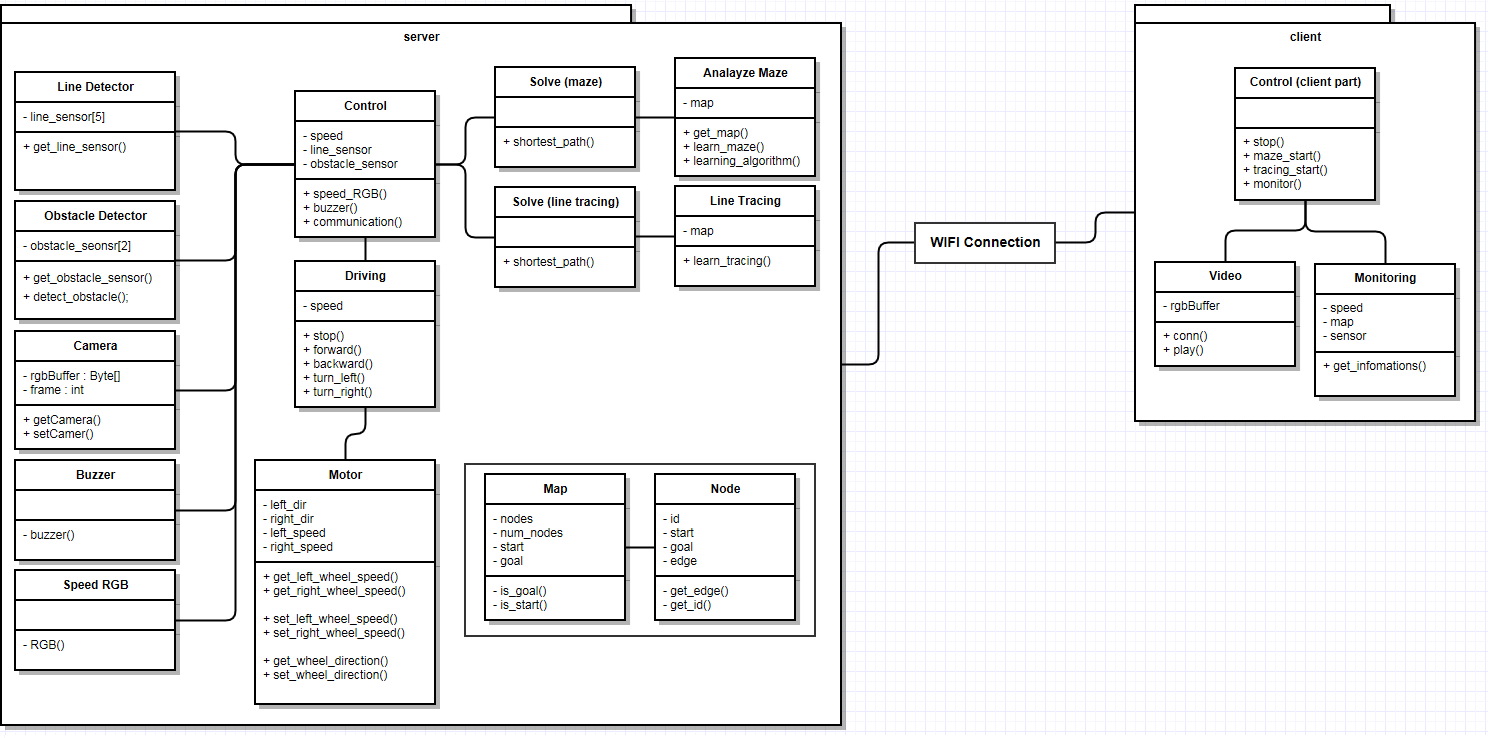 server
Line Detector
- line_sensor[5]
+ get_line_sensor()
Obstacle Detector
- obstacle_seonsr[2]
+ get_obstacle_sensor()
+ detect_obstacle();
Camera
- rgbBuffer : Byte[]
- frame : int
+ getCamera()
+ setCamer()
Buzzer
- buzzer()
Speed RGB
- RGB()
Control
- speed
- line_sensor
- obstacle_sensor
+ speed_RGB()
+ buzzer()
+ communication()
Driving
- speed
+ stop()
+ forward()
+ backward()
+ turn_left()
+ turn_right()
Motor
- left_dir
- right_dir
- left_speed
- right_speed
+ get_left_wheel_speed()
+ get_right_wheel_speed()
+ set_left_wheel_speed()
+ set_right_wheel_speed()
+ get_wheel_direction()
+ set_wheel_direction()
Solve (maze)
+ shortest_path()
Analayze Maze
- map
+ get_map()
+ learn_maze()
+ learning_algorithm()
Solve (line tracing)
+ shortest_path()
Line Tracing
- map
+ learn_tracing()
Map
- nodes
- num_nodes
- start
- goal
- is_goal()
- is_start()
Node
- id
- start
- goal
- edge
- get_edge()
- get_id()
WIFI Connection
client
Control (client part)
+ stop()
+ maze_start()
+ tracing_start()
+ monitor()
Video
- rgbBuffer
+ conn()
+ play()
Monitoring
- speed
- map
- sensor
+ get_infomations()